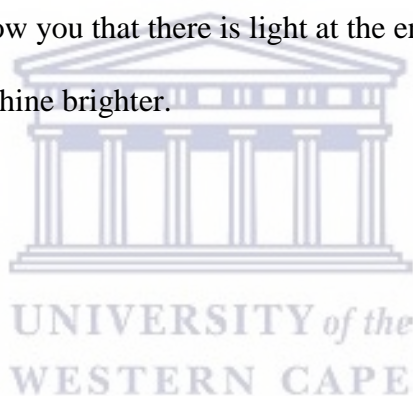 ow you that there is light at the en
hine brighter.
UNIVERSITY of the
WESTERN CAPE